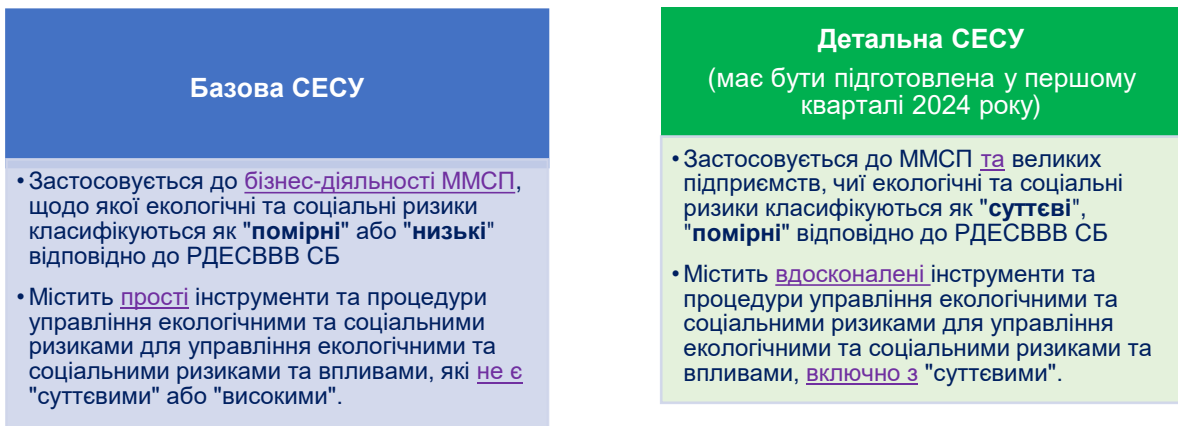 Базова СЕСУ
• Застосовується до бізнес-діяльності ММСП,
щодо якої екологічні та соціальні ризики
класифікуються як "помірні" або "низькі"
відповідно до РДЕСВВВ СБ
• Містить прості інструменти та процедури
управління екологічними та соціальними
ризиками для управління екологічними та
соціальними ризиками та впливами, які не є
"суттєвими" або "високими".
Детальна СЕСУ
(має бути підготовлена у першому
кварталі 2024 року)
• Застосовується до ММСП та великих
підприємств, чиї екологічні та соціальні
ризики класифікуються як "суттєві",
"помірні" відповідно до РДЕСВВВ СБ
• Містить вдосконалені інструменти та
процедури управління екологічними та
соціальними ризиками для управління
екологічними та соціальними ризиками та
впливами, включно з "суттєвими".